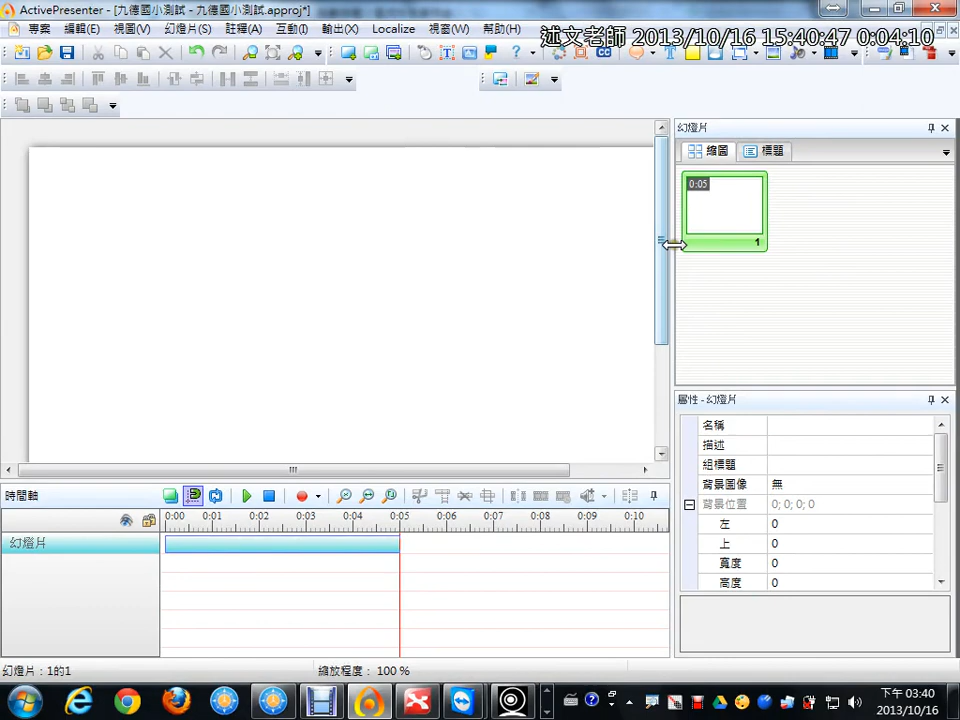 ActivePresenter - [九德國小測試 - 九德國小測試.approj*]
專案 編輯(E) 視圖(V) 幻燈片(S) 註釋(A) 互動(I) 輸出(X) Localize 視窗(W) 幫助(H)
述文老師 2013/10/16 15:40:47 0:04:10
幻燈片
縮圖 標題
0:05
1
屬性 - 幻燈片
名稱
描述
組標題
背景圖像 無
背景位置 0; 0; 0; 0
左 0
上 0
寬度 0
高度 0
時間軸
0:00 0:01 0:02 0:03 0:04 0:05 0:06 0:07 0:08 0:09 0:10
幻燈片
幻燈片：1的1 縮放程度： 100 %
下午 03:40
2013/10/16